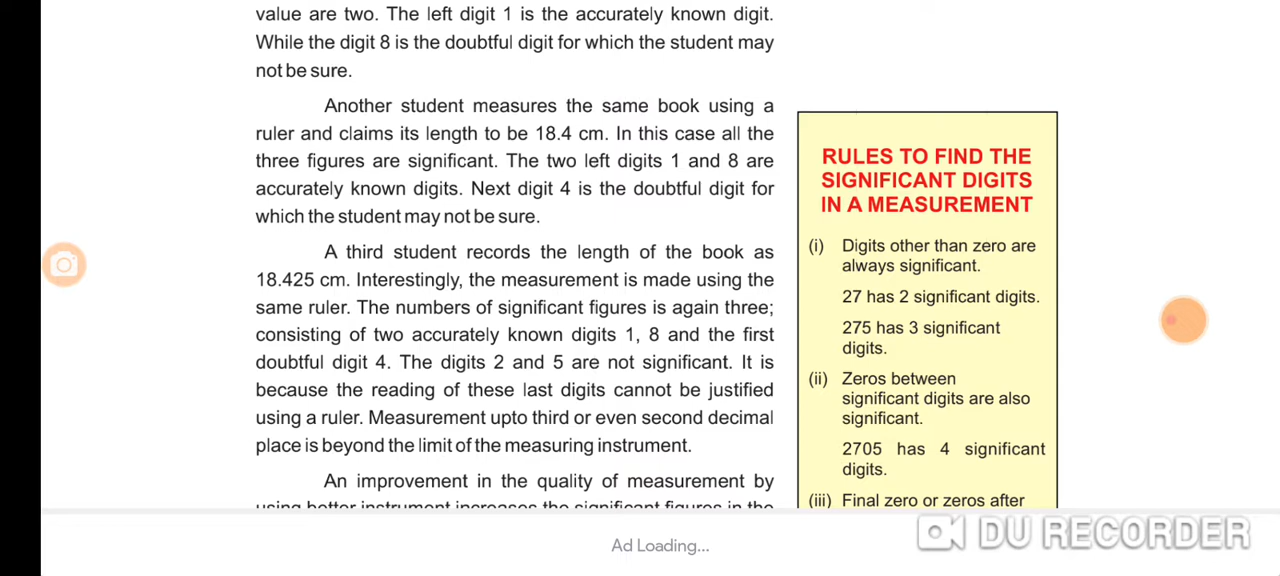 value are two. The left digit 1 is the accurately known digit.
While the digit 8 is the doubtful digit for which the student may
not be sure.
Another student measures the same book using a
ruler and claims its length to be 18.4 cm. In this case all the
three figures are significant. The two left digits 1 and 8 are
accurately known digits. Next digit 4 is the doubtful digit for
which the student may not be sure.
A third student records the length of the book as
18.425 cm. Interestingly, the measurement is made using the
same ruler. The numbers of significant figures is again three;
consisting of two accurately known digits 1, 8 and the first
doubtful digit 4. The digits 2 and 5 are not significant. It is
because the reading of these last digits cannot be justified
using a ruler. Measurement upto third or even second decimal
place is beyond the limit of the measuring instrument.
An improvement in the quality of measurement by
using better instrument increases the significant figures in the
RULES TO FIND THE
SIGNIFICANT DIGITS
IN A MEASUREMENT
(i) Digits other than zero are
always significant.
27 has 2 significant digits.
275 has 3 significant
digits.
(ii) Zeros between
significant digits are also
significant.
2705 has 4 significant
digits.
(iii) Final zero or zeros after
Ad Loading...
DU RECORDER